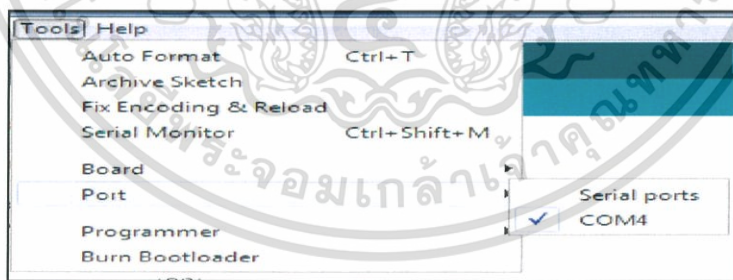 Tools Help
Auto Format Ctrl+T
Archive Sketch
Fix Encoding & Reload
Serial Monitor Ctrl+Shift+M
Board
Port
Serial ports
✓ COM4
Programmer
Burn Bootloader